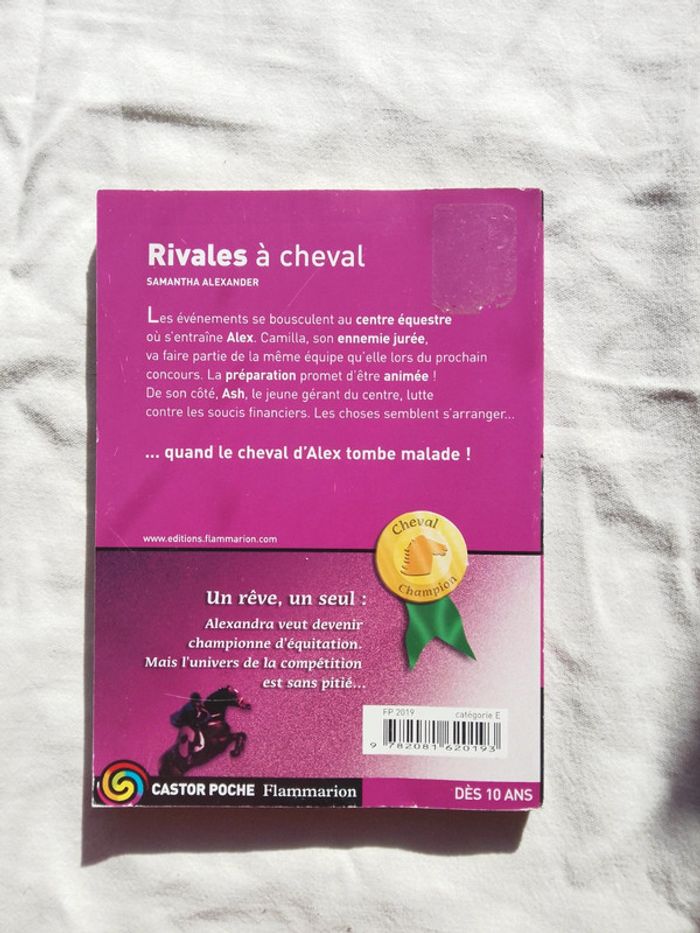 Rivales à cheval
SAMANTHA ALEXANDER
Les événements se bousculent au centre équestre
où s'entraîne Alex. Camilla, son ennemie jurée,
va faire partie de la même équipe qu'elle lors du prochain
concours. La préparation promet d'être animée !
De son côté, Ash, le jeune gérant du centre, lutte
contre les soucis financiers. Les choses semblent s'arranger...
... quand le cheval d'Alex tombe malade !
www.editions.flammarion.com
Cheval
Champion
Un rêve, un seul :
Alexandra veut devenir
championne d'équitation.
Mais l'univers de la compétition
est sans pitié...
FP 2019 catégorie E
9 782081 620193
CASTOR POCHE Flammarion
DÈS 10 ANS